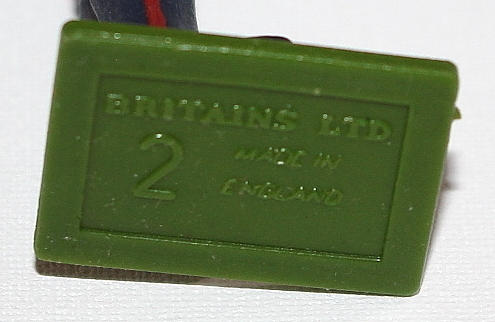 BRITAINS LTD
2
MADE IN
ENGLAND